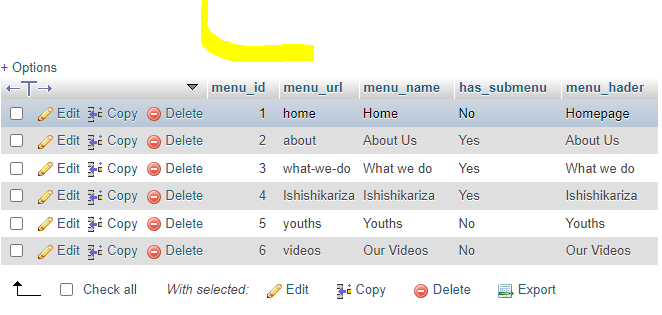 + Options
menu_id menu_url menu_name has_submenu menu_hader
Edit Copy Delete 1 home Home No Homepage
Edit Copy Delete 2 about About Us Yes About Us
Edit Copy Delete 3 what-we-do What we do Yes What we do
Edit Copy Delete 4 Ishishikariza Ishishikariza Yes Ishishikariza
Edit Copy Delete 5 youths Youths No Youths
Edit Copy Delete 6 videos Our Videos No Our Videos
Check all With selected: Edit Copy Delete Export